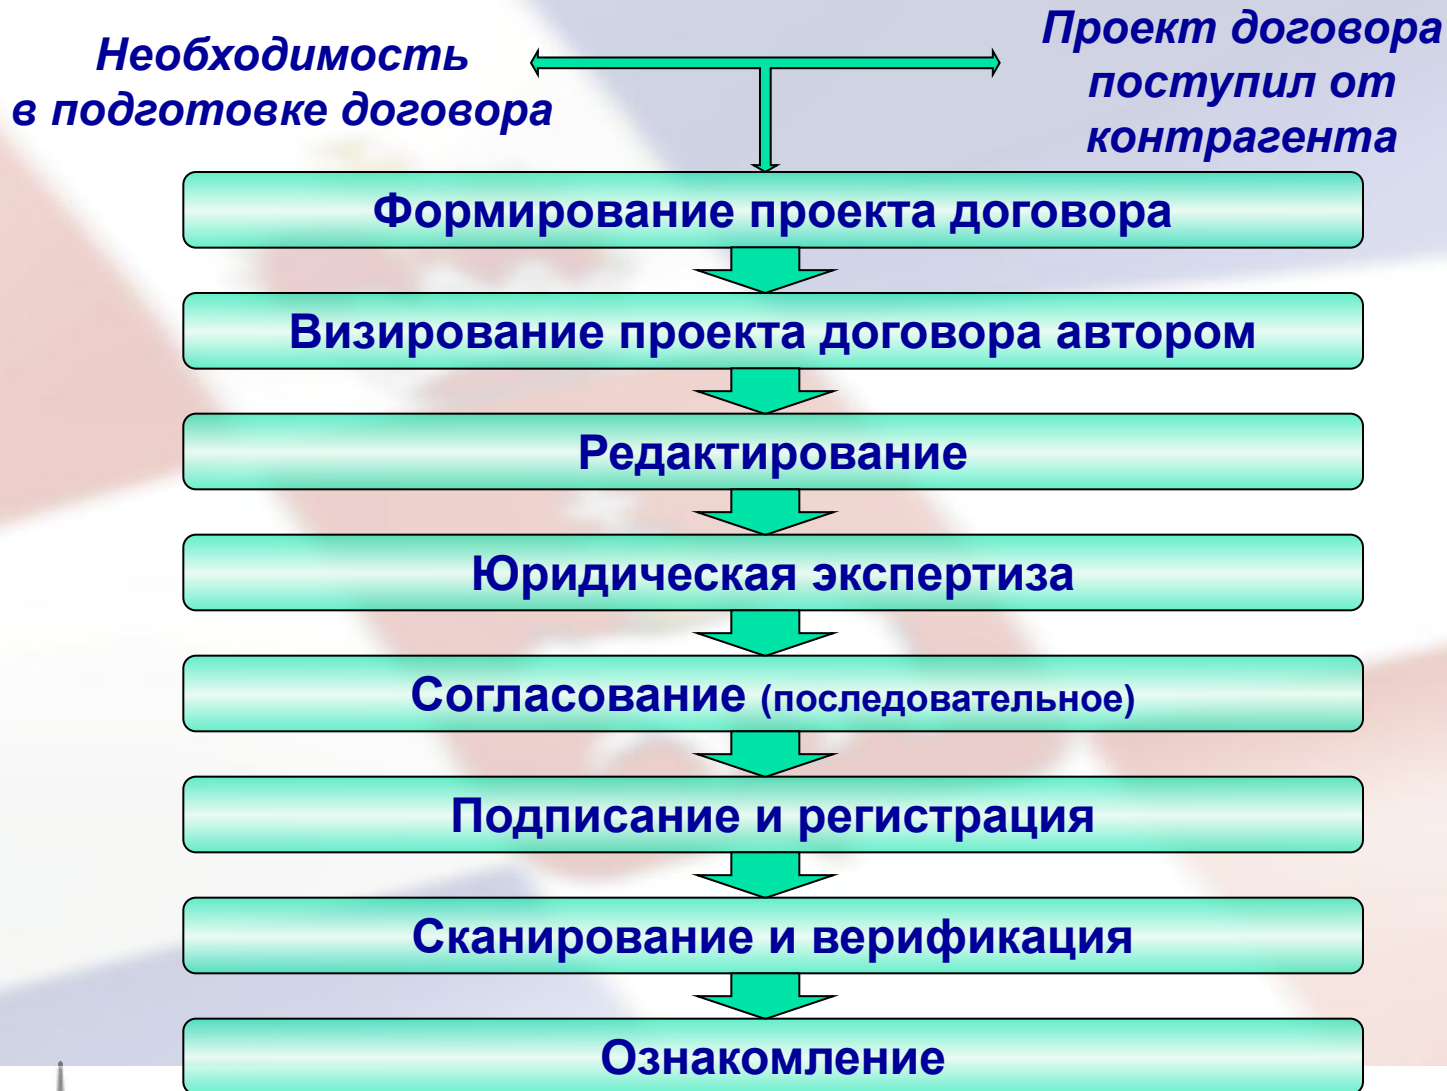 Необходимость
в подготовке договора
Проект договора
поступил от
контрагента
Формирование проекта договора
Визирование проекта договора автором
Редактирование
Юридическая экспертиза
Согласование (последовательное)
Подписание и регистрация
Сканирование и верификация
Ознакомление